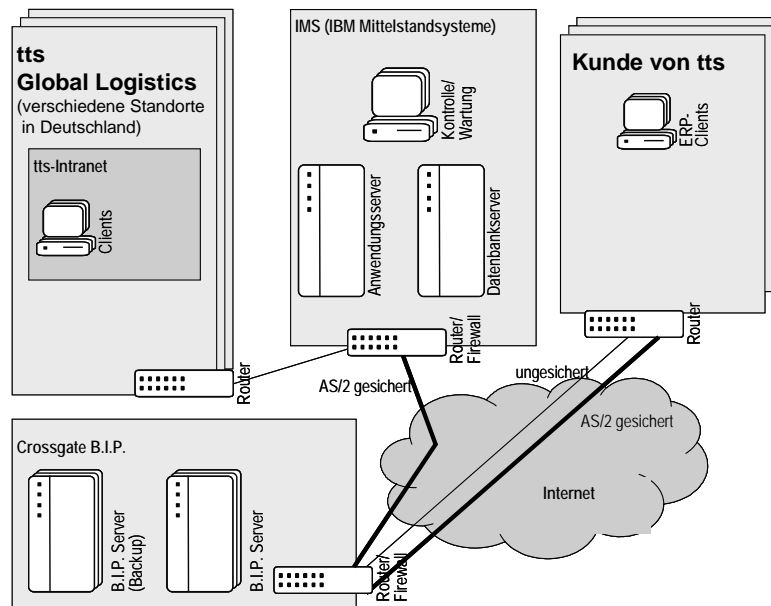 tts
Global Logistics
(verschiedene Standorte
in Deutschland)
tts-Intranet
Clients
Router
IMS (IBM Mittelstandsysteme)
Kontrolle/
Wartung
Anwendungsserver
Datenbankserver
Router/
Firewall
Kunde von tts
ERP-
Clients
Router
AS/2 gesichert
ungesichert
AS/2 gesichert
Internet
Crossgate B.I.P.
B.I.P. Server
(Backup)
B.I.P. Server
Router/
Firewall